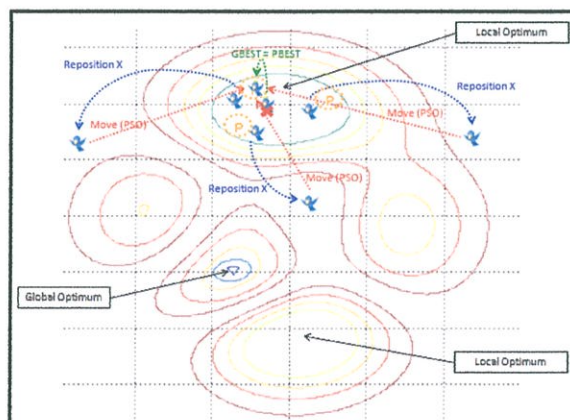 Local Optimum
GBEST = PBEST
Reposition X
Reposition X
P
Move (PSO)
Move (PSO)
P
Move (PSO)
Reposition X
Global Optimum
Local Optimum